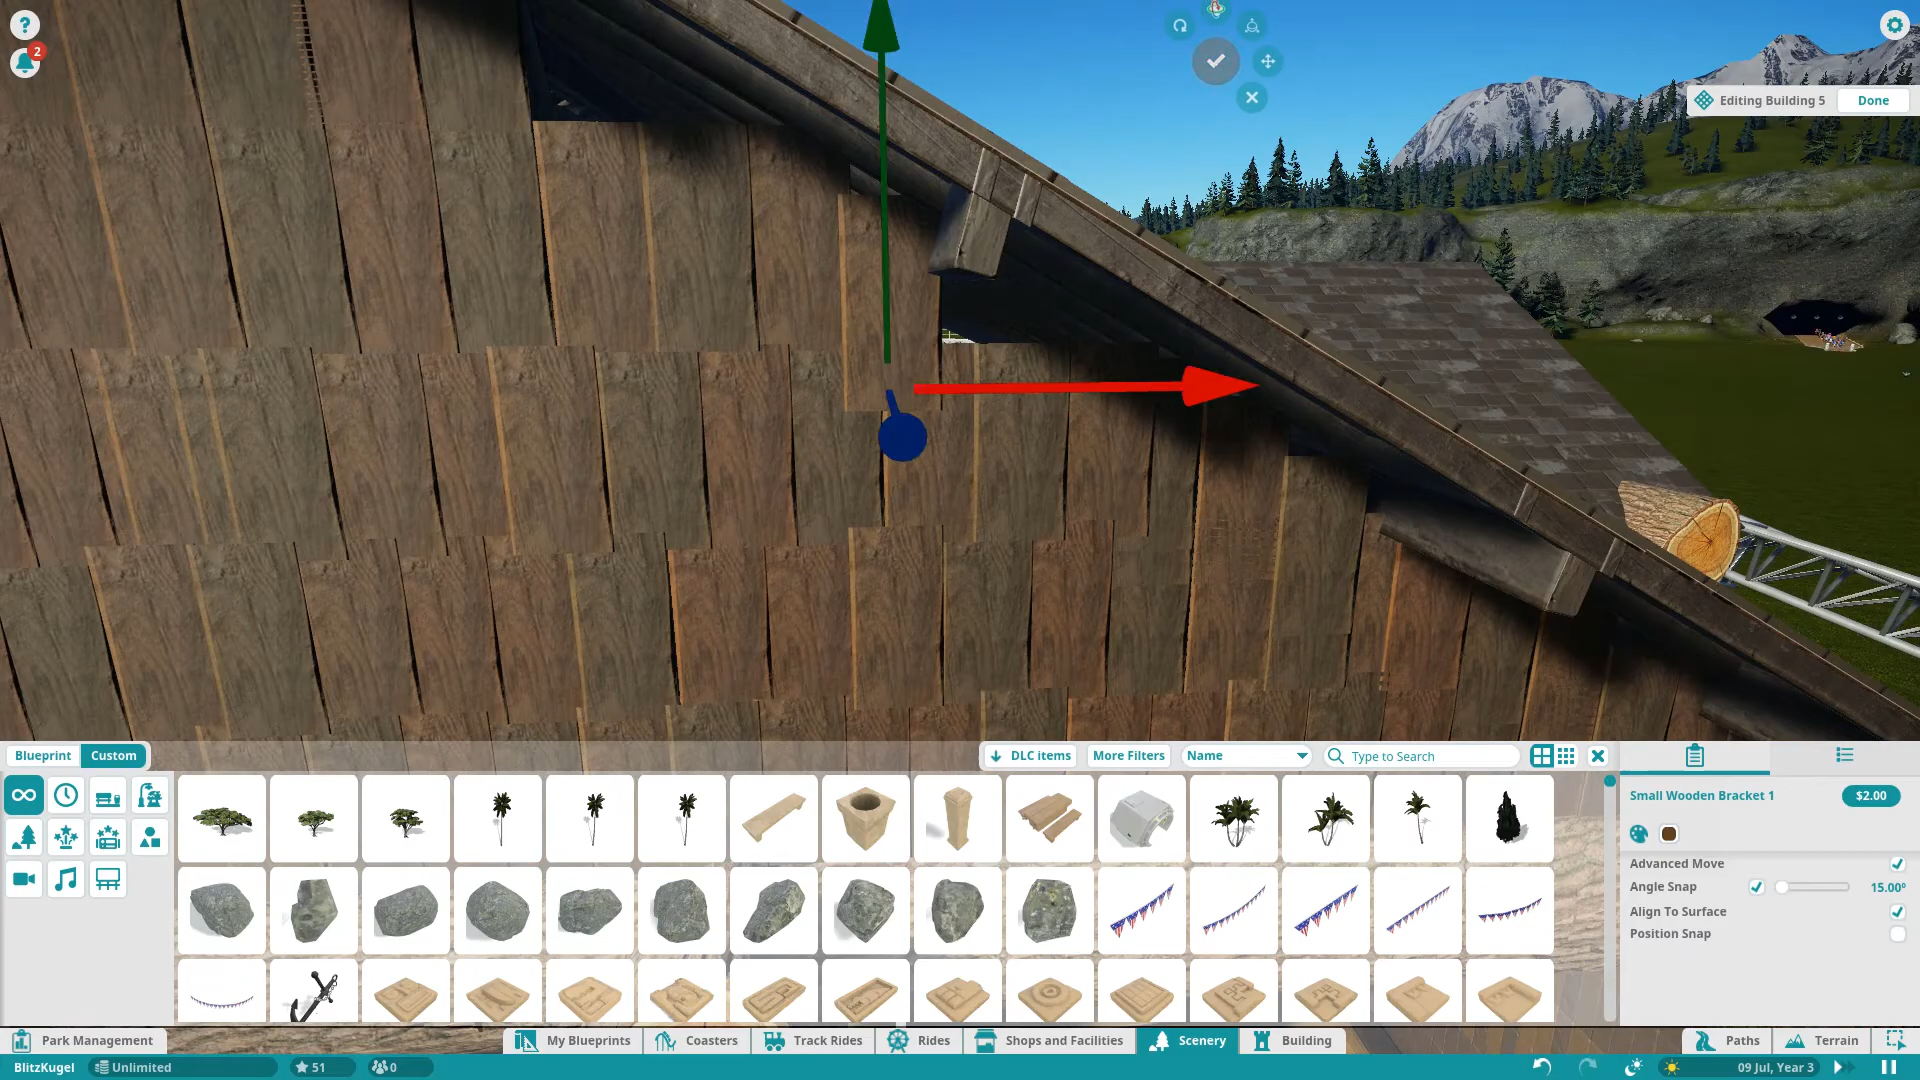 ?
2
Editing Building 5
Done
Blueprint
Custom
DLC items
More Filters
Name
Type to Search
Small Wooden Bracket 1
$2.00
Advanced Move
Angle Snap
15.00°
Align To Surface
Position Snap
Park Management
My Blueprints
Coasters
Track Rides
Rides
Shops and Facilities
Scenery
Building
Paths
Terrain
BlitzKugel
Unlimited
51
0
09 Jul, Year 3